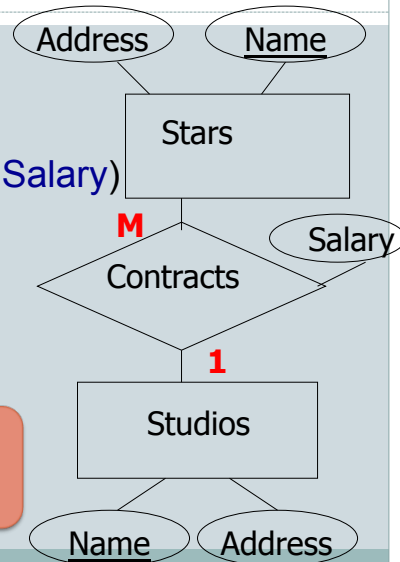 Address Name
Stars
Salary)
M
Salary
Contracts
1
Studios
Name Address